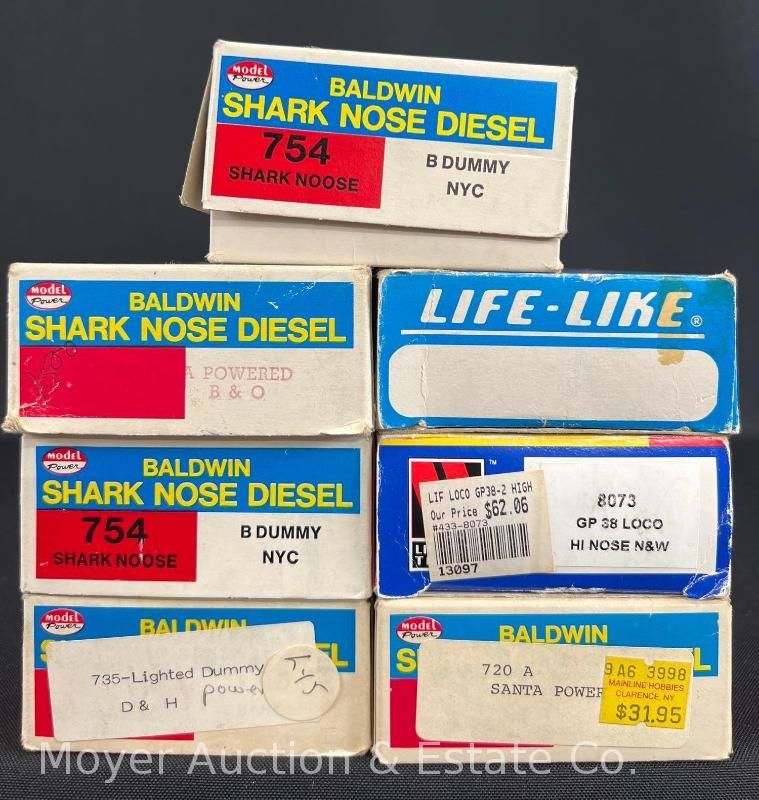 Model
Power
BALDWIN
SHARK NOSE DIESEL
754
SHARK NOOSE
B DUMMY
NYC
Model
Power
BALDWIN
SHARK NOSE DIESEL
A POWERED
B & O
LIFE-LIKE®
Model
Power
BALDWIN
SHARK NOSE DIESEL
754
SHARK NOOSE
B DUMMY
NYC
TM
LIF LOCO GP38-2 HIGH
Our Price $62.06
#433-8073
13097
8073
GP 38 LOCO
HI NOSE N&W
Model
Power
BALDWIN
EL
735-Lighted Dummy
D & H power
Model
Power
BALDWIN
DIESEL
720 A
SANTA POWER
9A6 3998
MAINLINE HOBBIES
CLARENCE, NY
$31.95
Moyer Auction & Estate Co.